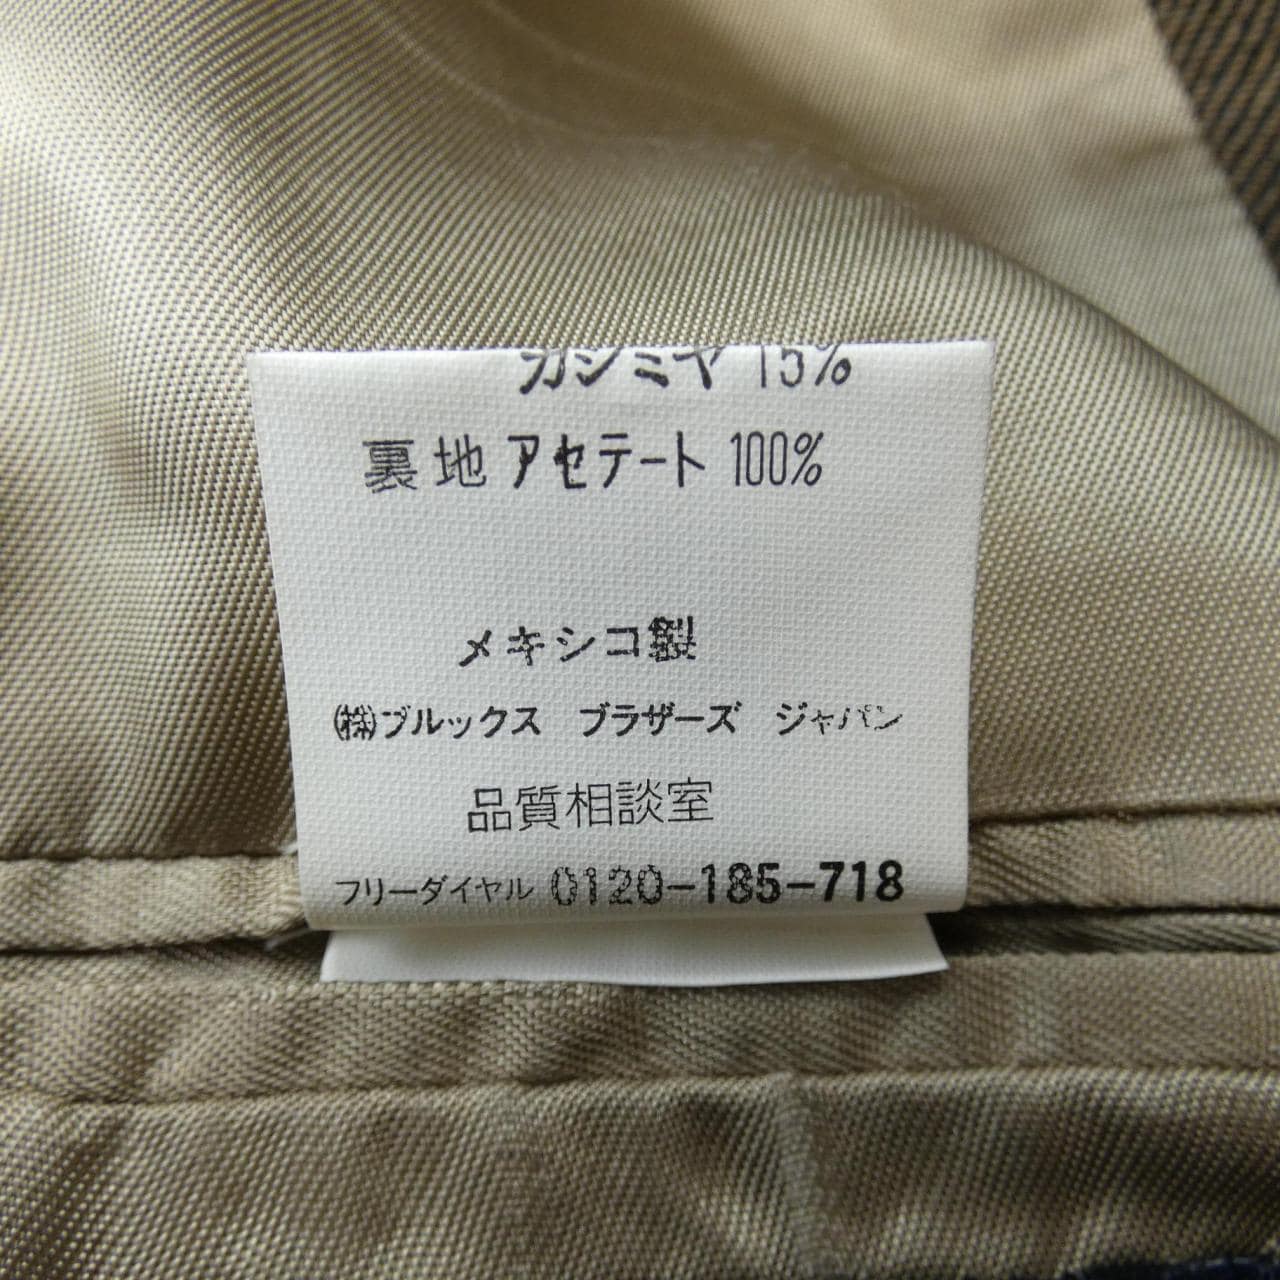 カシミヤ 15%
裏地 アセテート 100%
メキシコ製
㈱ブルックス ブラザーズ ジャパン
品質相談室
フリーダイヤル 0120-185-718